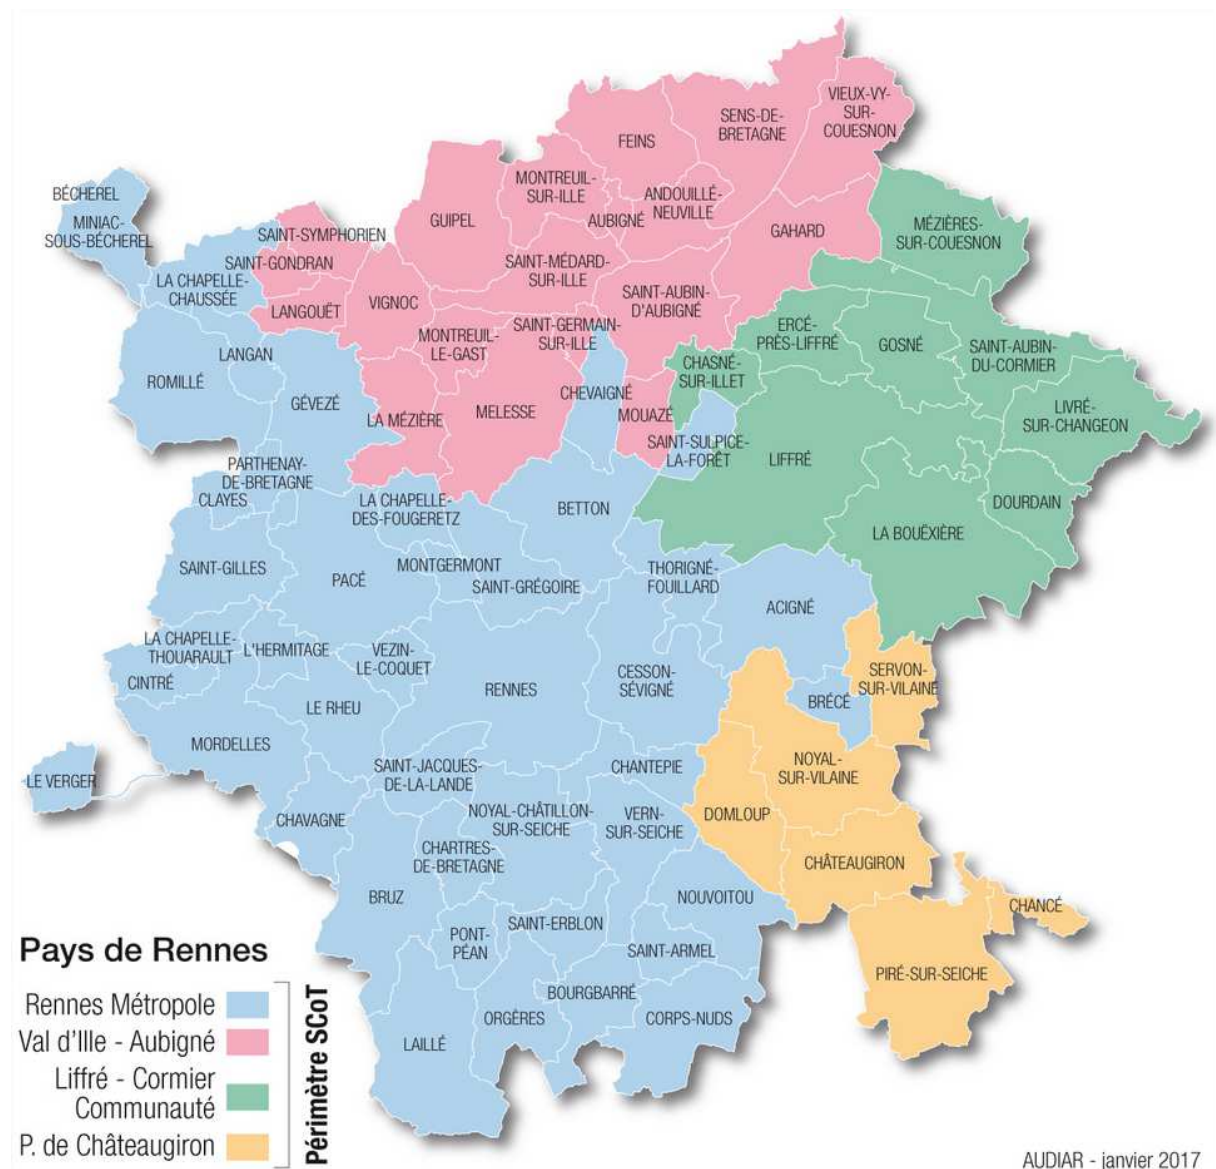 VIEUX-VY-
SUR-
COUESNON
SENS-DE-
BRETAGNE
FEINS
MONTREUIL-
SUR-ILLE
ANDOUILLÉ-
NEUVILLE
AUBIGNÉ
GUIPEL
GAHARD
BÉCHEREL
MINIAC-
SOUS-BÉCHEREL
SAINT-SYMPHORIEN
SAINT-GONDRAN
LA CHAPELLE-
CHAUSSÉE
LANGOUËT
VIGNOC
SAINT-MÉDARD-
SUR-ILLE
SAINT-AUBIN-
D'AUBIGNÉ
MÉZIÈRES-
SUR-COUESNON
MONTREUIL-
LE-GAST
SAINT-GERMAIN-
SUR-ILLE
ERCÉ-
PRÈS-LIFFRÉ
GOSNÉ
SAINT-AUBIN-
DU-CORMIER
CHASNÉ-
SUR-ILLET
LANGAN
ROMILLÉ
GÉVEZÉ
LA MÉZIÈRE
MELESSE
CHEVAIGNÉ
MOUAZÉ
SAINT-SULPICE-
LA-FORÊT
LIFFRÉ
LIVRÉ-
SUR-CHANGEON
PARTHENAY-
DE-BRETAGNE
CLAYES
LA CHAPELLE-
DES-FOUGERETZ
BETTON
DOURDAIN
LA BOUËXIÈRE
SAINT-GILLES
PACÉ
MONTGERMONT
SAINT-GRÉGOIRE
THORIGNÉ-
FOUILLARD
ACIGNÉ
LA CHAPELLE-
THOUARAULT
L'HERMITAGE
VEZIN-
LE-COQUET
CINTRÉ
RENNES
CESSON-
SÉVIGNÉ
SERVON-
SUR-VILAINE
BRÉCÉ
LE RHEU
MORDELLES
LE VERGER
SAINT-JACQUES-
DE-LA-LANDE
CHANTEPIE
NOYAL-
SUR-VILAINE
CHAVAGNE
NOYAL-CHÂTILLON-
SUR-SEICHE
VERN-
SUR-SEICHE
DOMLOUP
CHARTRES-
DE-BRETAGNE
CHÂTEAUGIRON
BRUZ
NOUVOITOU
CHANCÉ
PONT-
PÉAN
SAINT-ERBLON
SAINT-ARMEL
PIRÉ-SUR-SEICHE
BOURGBARRÉ
ORGÈRES
CORPS-NUDS
LAILLÉ
Pays de Rennes
Rennes Métropole
Val d'Ille - Aubigné
Liffré - Cormier
Communauté
P. de Châteaugiron
Périmètre SCoT
AUDIAR - janvier 2017